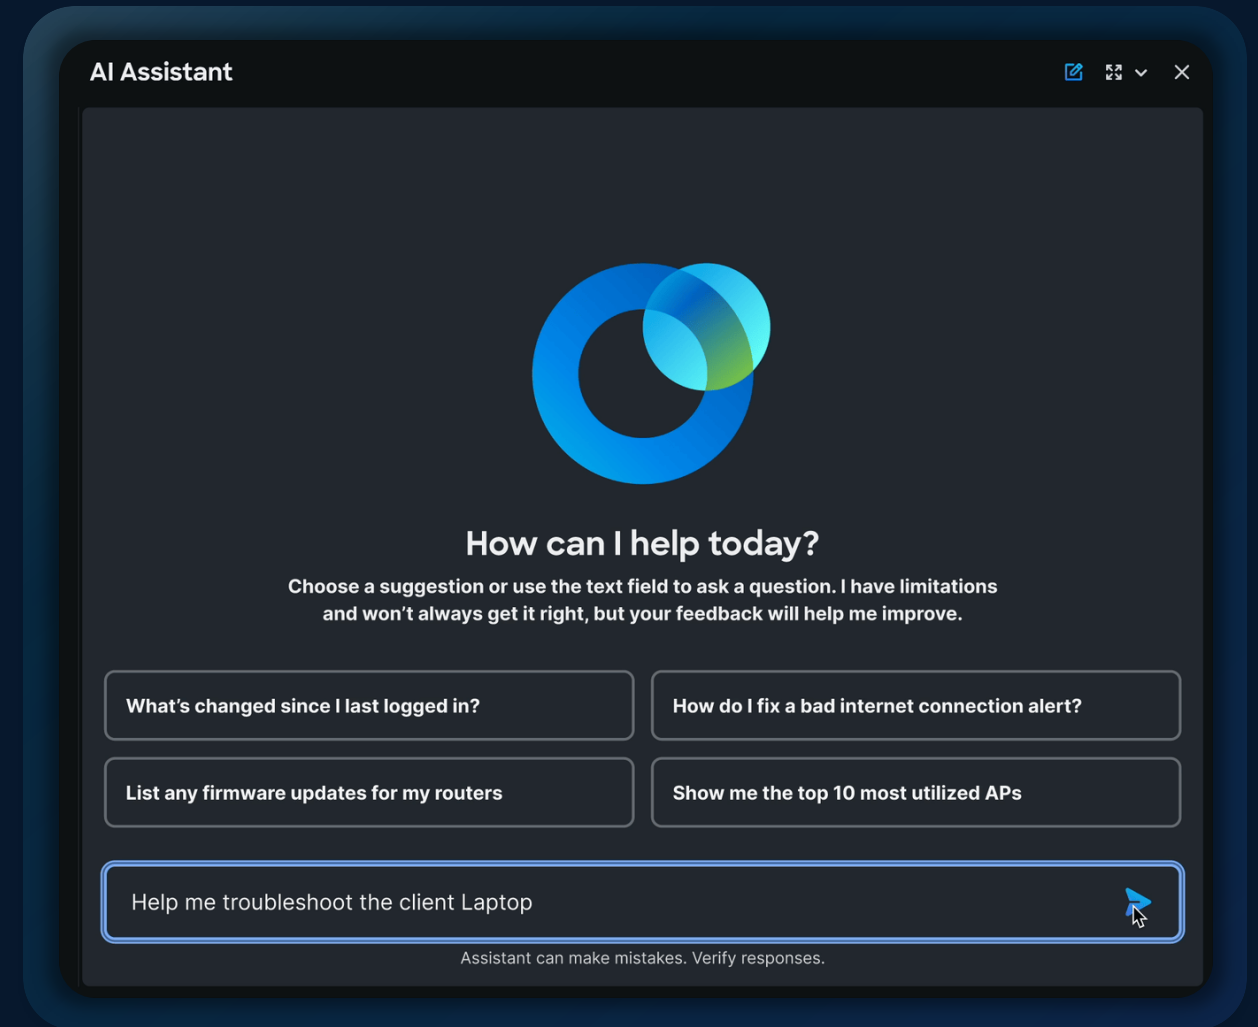 AI Assistant
How can I help today?
Choose a suggestion or use the text field to ask a question. I have limitations
and won’t always get it right, but your feedback will help me improve.
What’s changed since I last logged in?
How do I fix a bad internet connection alert?
List any firmware updates for my routers
Show me the top 10 most utilized APs
Help me troubleshoot the client Laptop
Assistant can make mistakes. Verify responses.